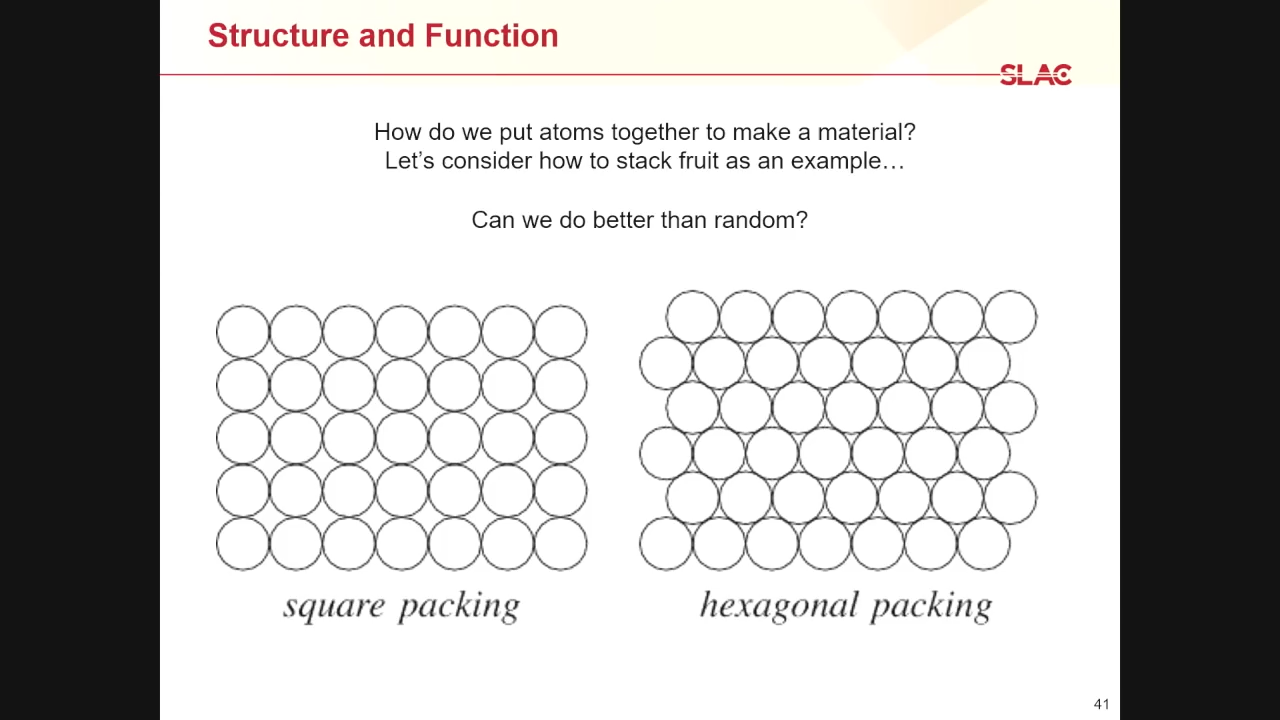 Structure and Function
SLAC
How do we put atoms together to make a material?
Let’s consider how to stack fruit as an example…
Can we do better than random?
square packing
hexagonal packing
41